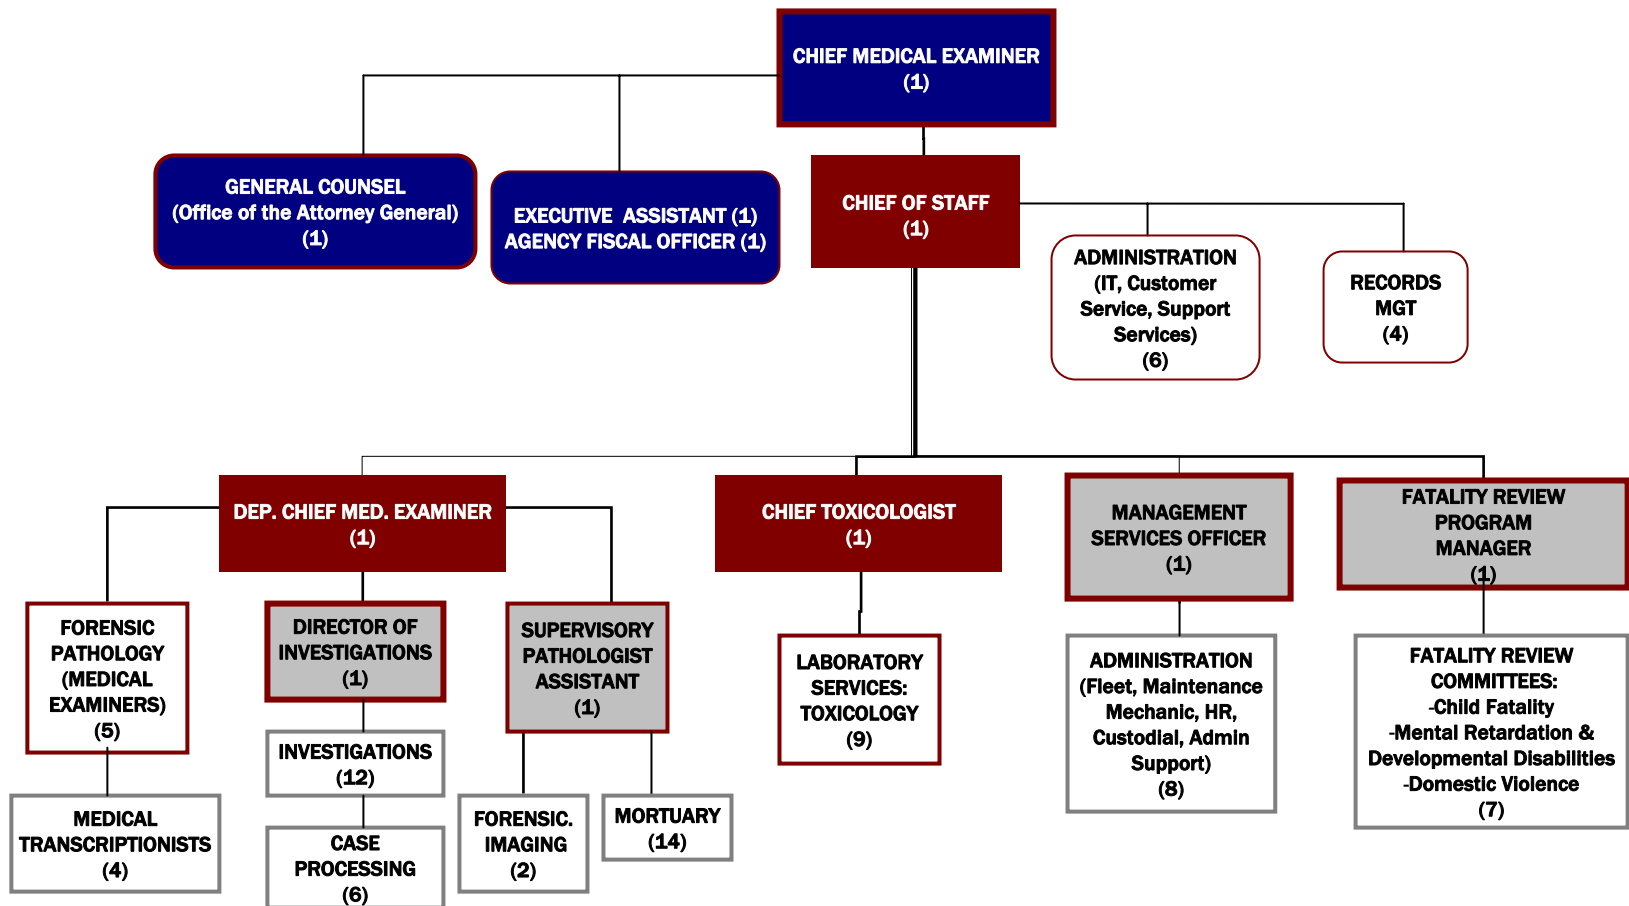 CHIEF MEDICAL EXAMINER
(1)
GENERAL COUNSEL
(Office of the Attorney General)
(1)
EXECUTIVE ASSISTANT (1)
AGENCY FISCAL OFFICER (1)
CHIEF OF STAFF
(1)
ADMINISTRATION
(IT, Customer
Service, Support
Services)
(6)
RECORDS
MGT
(4)
DEP. CHIEF MED. EXAMINER
(1)
CHIEF TOXICOLOGIST
(1)
MANAGEMENT
SERVICES OFFICER
(1)
FATALITY REVIEW
PROGRAM
MANAGER
(1)
FORENSIC
PATHOLOGY
(MEDICAL
EXAMINERS)
(5)
DIRECTOR OF
INVESTIGATIONS
(1)
SUPERVISORY
PATHOLOGIST
ASSISTANT
(1)
LABORATORY
SERVICES:
TOXICOLOGY
(9)
ADMINISTRATION
(Fleet, Maintenance
Mechanic, HR,
Custodial, Admin
Support)
(8)
FATALITY REVIEW
COMMITTEES:
-Child Fatality
-Mental Retardation &
Developmental Disabilities
-Domestic Violence
(7)
INVESTIGATIONS
(12)
MEDICAL
TRANSCRIPTIONISTS
(4)
CASE
PROCESSING
(6)
FORENSIC.
IMAGING
(2)
MORTUARY
(14)